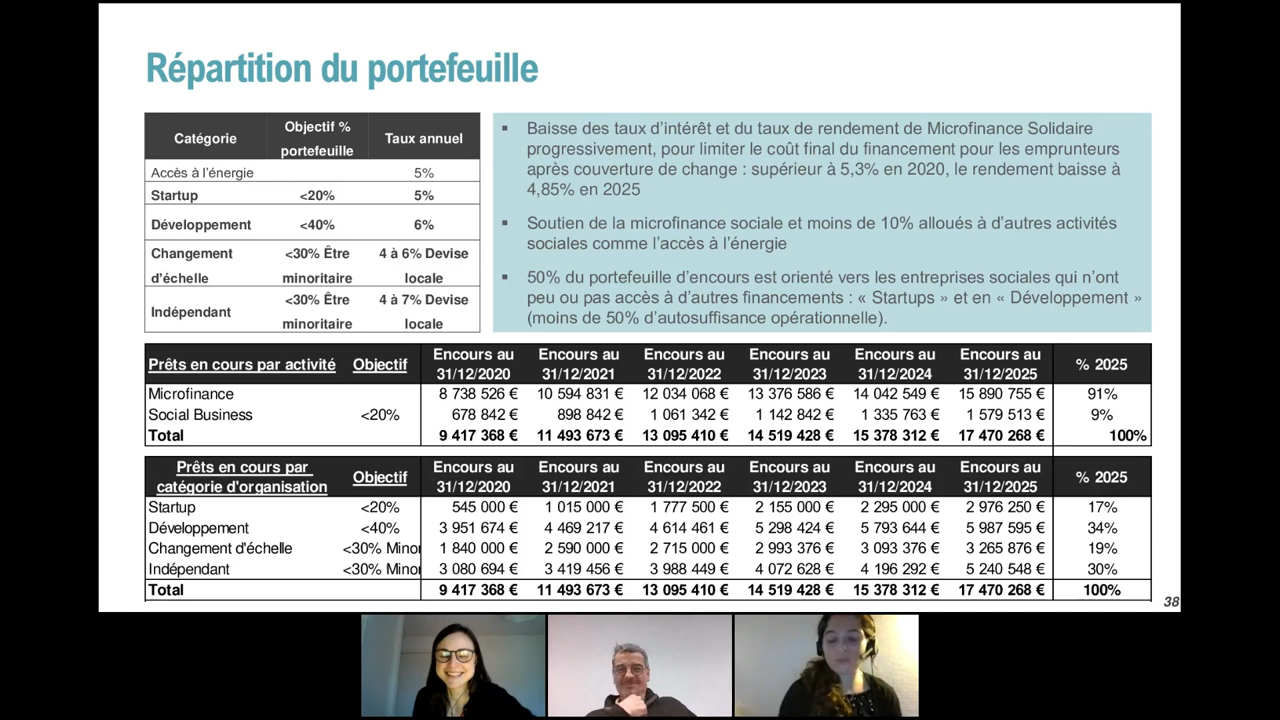 Répartition du portefeuille
Catégorie Objectif % portefeuille Taux annuel
Accès à l'énergie 5%
Startup <20% 5%
Développement <40% 6%
Changement d'échelle <30% Être minoritaire 4 à 6% Devise locale
Indépendant <30% Être minoritaire 4 à 7% Devise locale
▪ Baisse des taux d'intérêt et du taux de rendement de Microfinance Solidaire
progressivement, pour limiter le coût final du financement pour les emprunteurs
après couverture de change : supérieur à 5,3% en 2020, le rendement baisse à
4,85% en 2025
▪ Soutien de la microfinance sociale et moins de 10% alloués à d'autres activités
sociales comme l'accès à l'énergie
▪ 50% du portefeuille d'encours est orienté vers les entreprises sociales qui n'ont
peu ou pas accès à d'autres financements : « Startups » et en « Développement »
(moins de 50% d'autosuffisance opérationnelle).
Prêts en cours par activité Objectif Encours au 31/12/2020 Encours au 31/12/2021 Encours au 31/12/2022 Encours au 31/12/2023 Encours au 31/12/2024 Encours au 31/12/2025 % 2025
Microfinance 8 738 526 € 10 594 831 € 12 034 068 € 13 376 586 € 14 042 549 € 15 890 755 € 91%
Social Business <20% 678 842 € 898 842 € 1 061 342 € 1 142 842 € 1 335 763 € 1 579 513 € 9%
Total 9 417 368 € 11 493 673 € 13 095 410 € 14 519 428 € 15 378 312 € 17 470 268 € 100%
Prêts en cours par catégorie d'organisation Objectif Encours au 31/12/2020 Encours au 31/12/2021 Encours au 31/12/2022 Encours au 31/12/2023 Encours au 31/12/2024 Encours au 31/12/2025 % 2025
Startup <20% 545 000 € 1 015 000 € 1 777 500 € 2 155 000 € 2 295 000 € 2 976 250 € 17%
Développement <40% 3 951 674 € 4 469 217 € 4 614 461 € 5 298 424 € 5 793 644 € 5 987 595 € 34%
Changement d'échelle <30% Minor 1 840 000 € 2 590 000 € 2 715 000 € 2 993 376 € 3 093 376 € 3 265 876 € 19%
Indépendant <30% Minor 3 080 694 € 3 419 456 € 3 988 449 € 4 072 628 € 4 196 292 € 5 240 548 € 30%
Total 9 417 368 € 11 493 673 € 13 095 410 € 14 519 428 € 15 378 312 € 17 470 268 € 100%
38